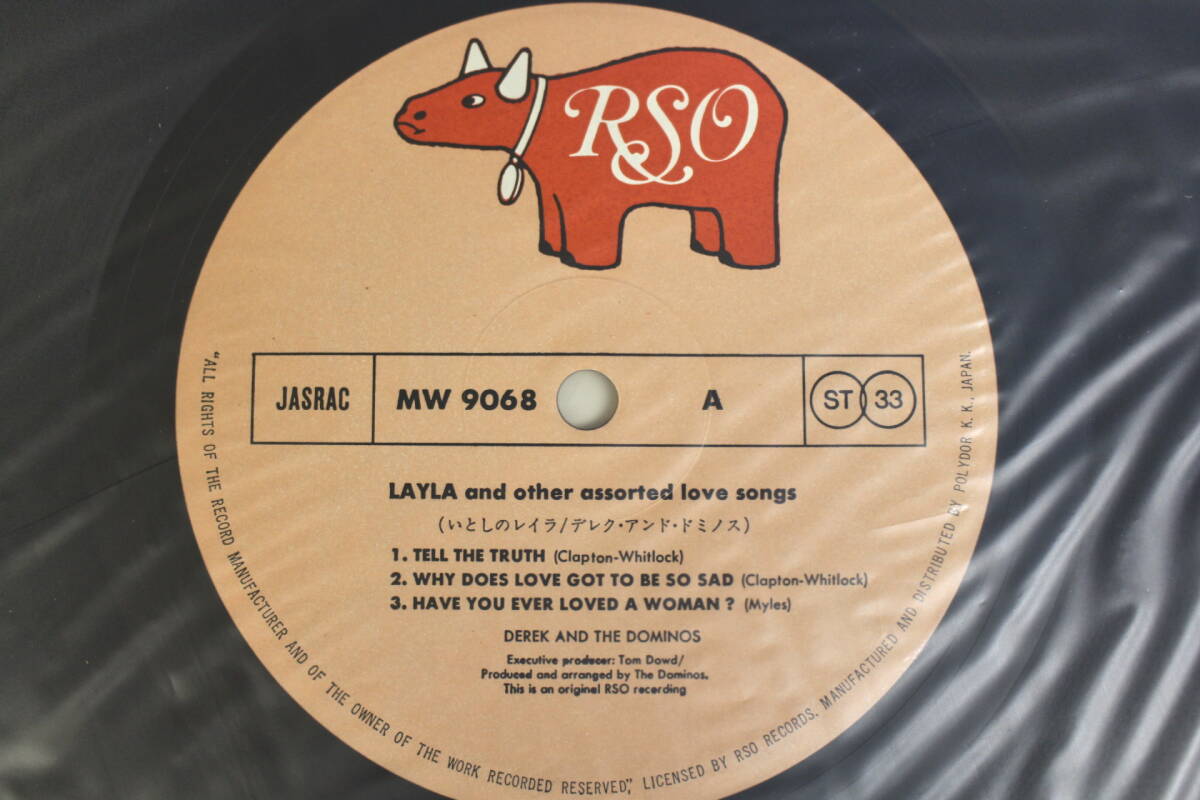 RSO
JASRAC MW 9068 A ST 33
LAYLA and other assorted love songs
(いとしのレイラ/デレク・アンド・ドミノス)
1. TELL THE TRUTH (Clapton-Whitlock)
2. WHY DOES LOVE GOT TO BE SO SAD (Clapton-Whitlock)
3. HAVE YOU EVER LOVED A WOMAN ? (Myles)
DEREK AND THE DOMINOS
Executive producer: Tom Dowd/
Produced and arranged by The Dominos.
This is an original RSO recording
"ALL RIGHTS OF THE RECORD MANUFACTURER AND OF THE OWNER OF THE WORK RECORDED RESERVED," LICENSED BY RSO RECORDS. MANUFACTURED AND DISTRIBUTED BY POLYDOR K. K., JAPAN.